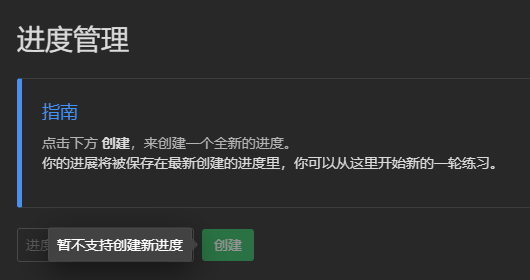 进度管理
指南
点击下方 创建，来创建一个全新的进度。
你的进展将被保存在最新创建的进度里，你可以从这里开始新的一轮练习。
进度
暂不支持创建新进度
创建